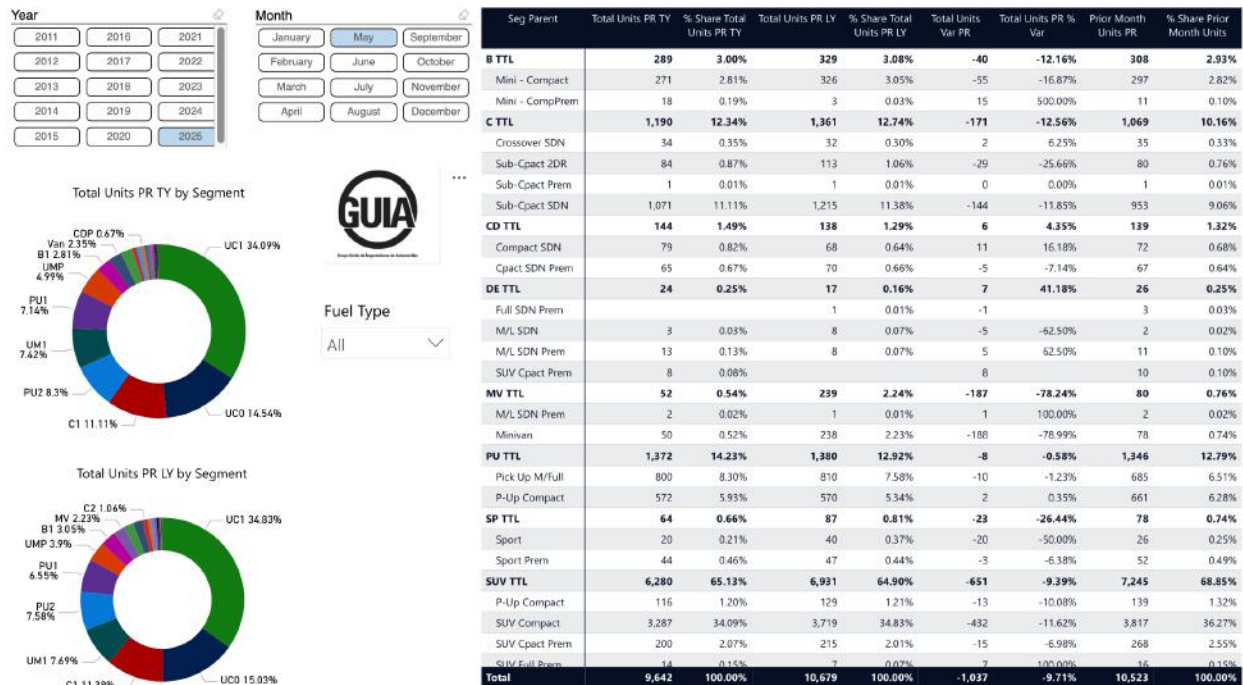 Year
2011 2016 2021
2012 2017 2022
2013 2018 2023
2014 2019 2024
2015 2020 2025
Month
January May September
February June October
March July November
April August December
Total Units PR TY by Segment
CDP 0.67%
Van 2.35%
B1 2.81%
UMP 4.99%
PU1 7.14%
UM1 7.42%
PU2 8.3%
C1 11.11%
UC0 14.54%
UC1 34.09%
GUIA
Fuel Type
All
Total Units PR LY by Segment
C2 1.06%
MV 2.23%
B1 3.05%
UMP 3.9%
PU1 6.55%
PU2 7.58%
UM1 7.69%
C1 11.38%
UC0 15.03%
UC1 34.83%
Seg Parent Total Units PR TY % Share Total Units PR TY Total Units PR LY % Share Total Units PR LY Total Units Var PR Total Units PR % Var Prior Month Units PR % Share Prior Month Units
B TTL 289 3.00% 329 3.08% -40 -12.16% 308 2.93%
Mini - Compact 271 2.81% 326 3.05% -55 -16.87% 297 2.82%
Mini - CompPrem 18 0.19% 3 0.03% 15 500.00% 11 0.10%
C TTL 1,190 12.34% 1,361 12.74% -171 -12.56% 1,069 10.16%
Crossover SDN 34 0.35% 32 0.30% 2 6.25% 35 0.33%
Sub-Cpact 2DR 84 0.87% 113 1.06% -29 -25.66% 80 0.76%
Sub-Cpact Prem 1 0.01% 1 0.01% 0 0.00% 1 0.01%
Sub-Cpact SDN 1,071 11.11% 1,215 11.38% -144 -11.85% 953 9.06%
CD TTL 144 1.49% 138 1.29% 6 4.35% 139 1.32%
Compact SDN 79 0.82% 68 0.64% 11 16.18% 72 0.68%
Cpact SDN Prem 65 0.67% 70 0.66% -5 -7.14% 67 0.64%
DE TTL 24 0.25% 17 0.16% 7 41.18% 26 0.25%
Full SDN Prem 1 0.01% -1 3 0.03%
M/L SDN 3 0.03% 8 0.07% -5 -62.50% 2 0.02%
M/L SDN Prem 13 0.13% 8 0.07% 5 62.50% 11 0.10%
SUV Cpact Prem 8 0.08% 8 10 0.10%
MV TTL 52 0.54% 239 2.24% -187 -78.24% 80 0.76%
M/L SDN Prem 2 0.02% 1 0.01% 1 100.00% 2 0.02%
Minivan 50 0.52% 238 2.23% -188 -78.99% 78 0.74%
PU TTL 1,372 14.23% 1,380 12.92% -8 -0.58% 1,346 12.79%
Pick Up M/Full 800 8.30% 810 7.58% -10 -1.23% 685 6.51%
P-Up Compact 572 5.93% 570 5.34% 2 0.35% 661 6.28%
SP TTL 64 0.66% 87 0.81% -23 -26.44% 78 0.74%
Sport 20 0.21% 40 0.37% -20 -50.00% 26 0.25%
Sport Prem 44 0.46% 47 0.44% -3 -6.38% 52 0.49%
SUV TTL 6,280 65.13% 6,931 64.90% -651 -9.39% 7,245 68.85%
P-Up Compact 116 1.20% 129 1.21% -13 -10.08% 139 1.32%
SUV Compact 3,287 34.09% 3,719 34.83% -432 -11.62% 3,817 36.27%
SUV Cpact Prem 200 2.07% 215 2.01% -15 -6.98% 268 2.55%
SUV Full Prem 14 0.15% 7 0.07% 7 100.00% 16 0.15%
Total 9,642 100.00% 10,679 100.00% -1,037 -9.71% 10,523 100.00%